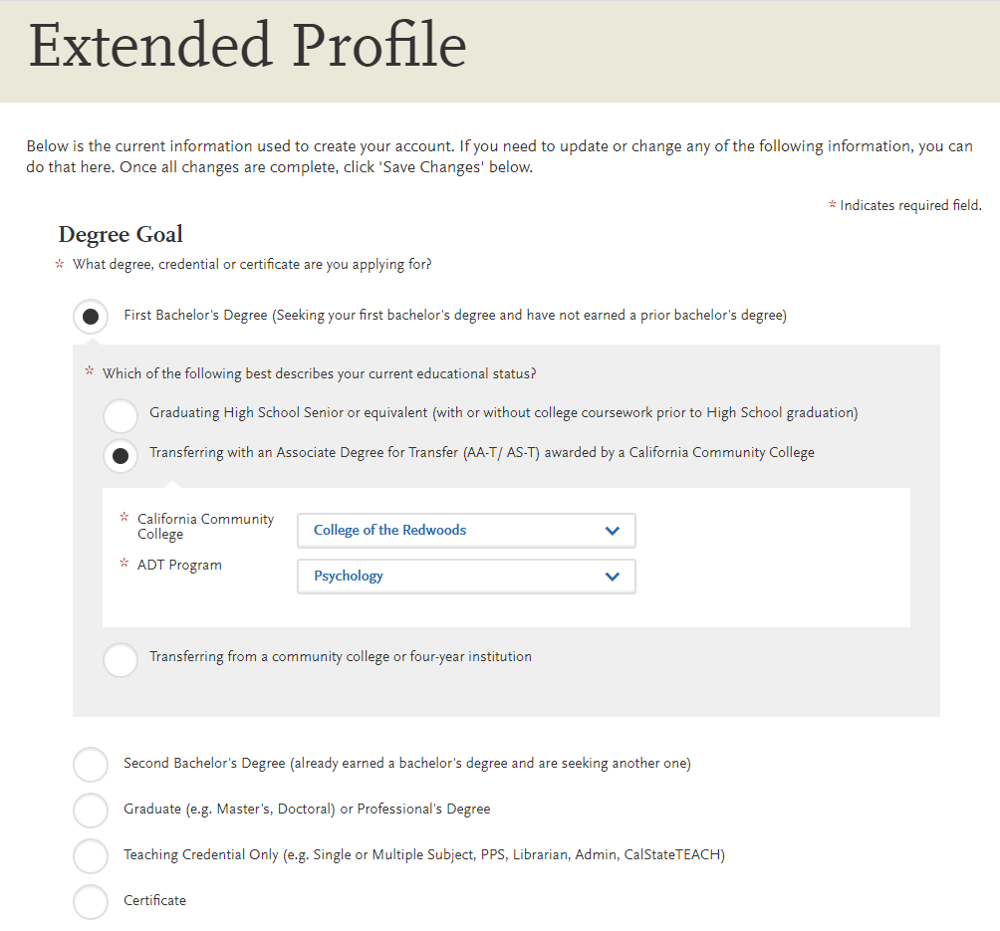 Extended Profile
Below is the current information used to create your account. If you need to update or change any of the following information, you can
do that here. Once all changes are complete, click 'Save Changes' below.
* Indicates required field.
Degree Goal
* What degree, credential or certificate are you applying for?
First Bachelor's Degree (Seeking your first bachelor's degree and have not earned a prior bachelor's degree)
* Which of the following best describes your current educational status?
Graduating High School Senior or equivalent (with or without college coursework prior to High School graduation)
Transferring with an Associate Degree for Transfer (AA-T/ AS-T) awarded by a California Community College
* California Community
College
College of the Redwoods
* ADT Program
Psychology
Transferring from a community college or four-year institution
Second Bachelor's Degree (already earned a bachelor's degree and are seeking another one)
Graduate (e.g. Master's, Doctoral) or Professional's Degree
Teaching Credential Only (e.g. Single or Multiple Subject, PPS, Librarian, Admin, CalStateTEACH)
Certificate